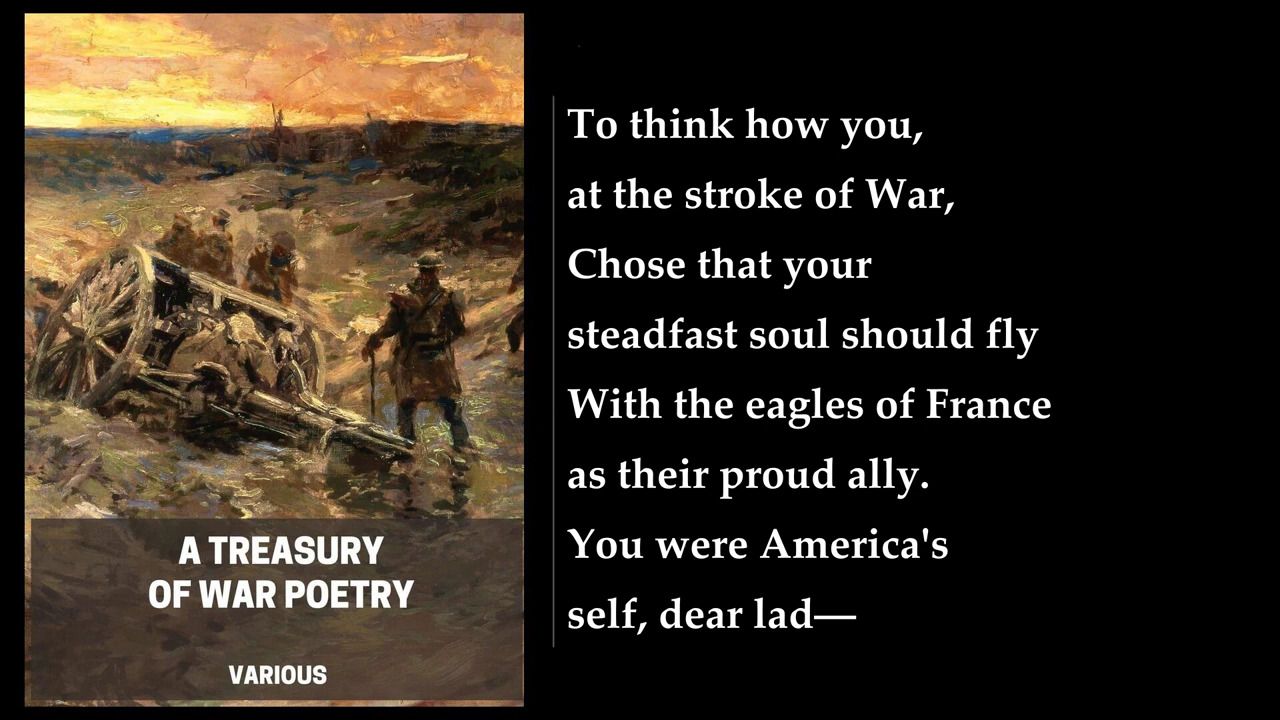 A TREASURY
OF WAR POETRY
VARIOUS
To think how you,
at the stroke of War,
Chose that your
steadfast soul should fly
With the eagles of France
as their proud ally.
You were America's
self, dear lad—